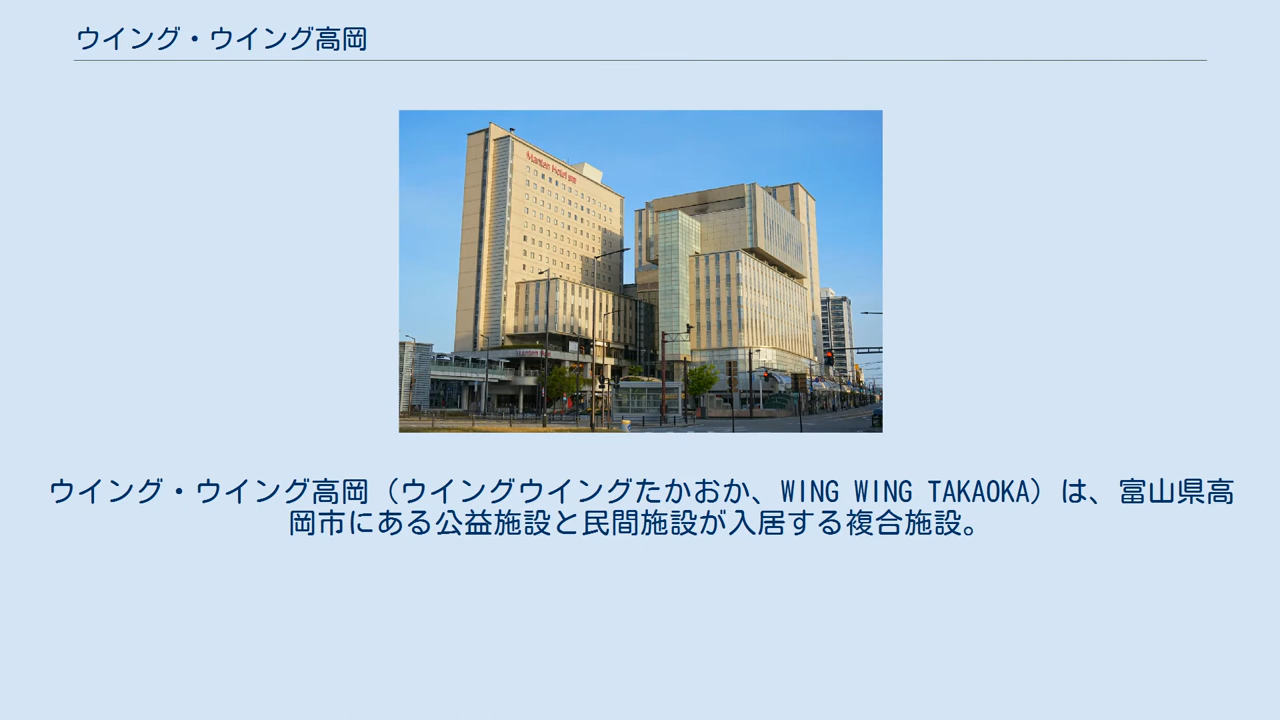 ウイング・ウイング高岡
Manten Hotel
ウイング・ウイング高岡（ウイングウイングたかおか、WING WING TAKAOKA）は、富山県高
岡市にある公益施設と民間施設が入居する複合施設。